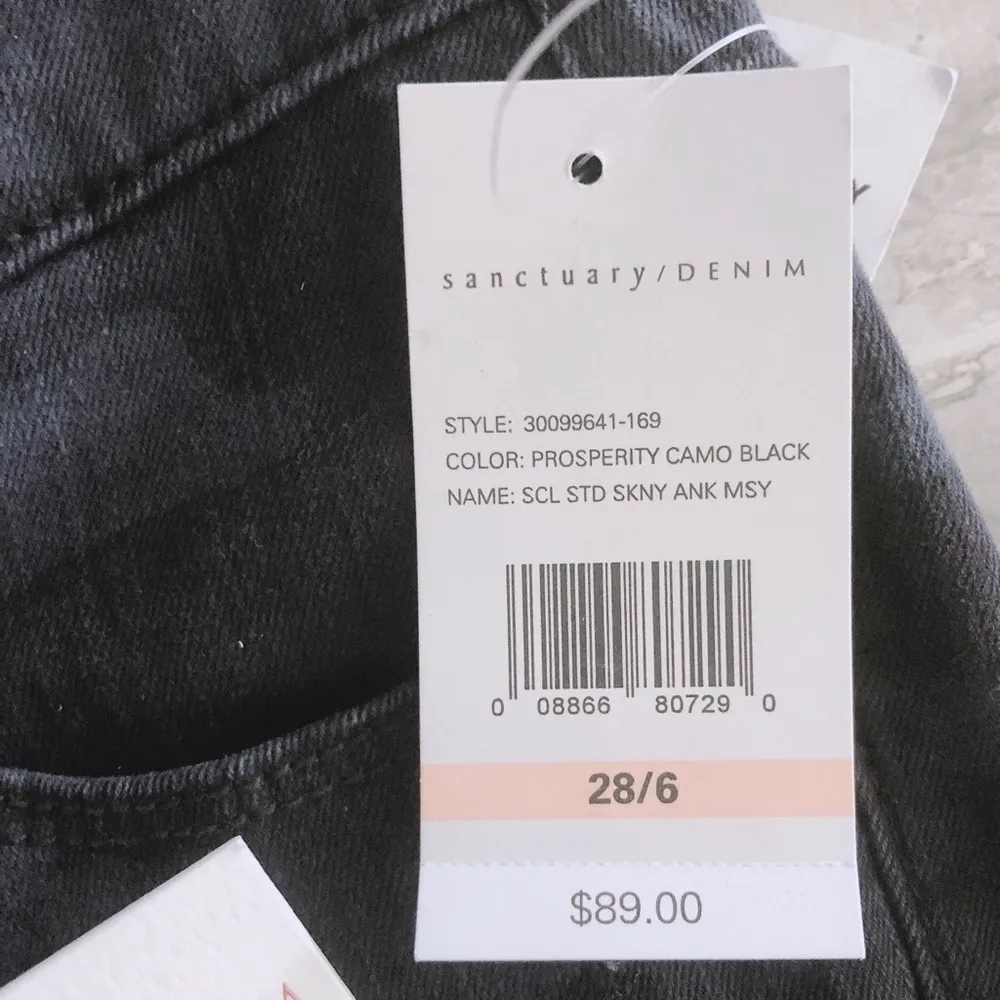 sanctuary/DENIM
STYLE: 30099641-169
COLOR: PROSPERITY CAMO BLACK
NAME: SCL STD SKNY ANK MSY
0 08866 80729 0
28/6
$89.00